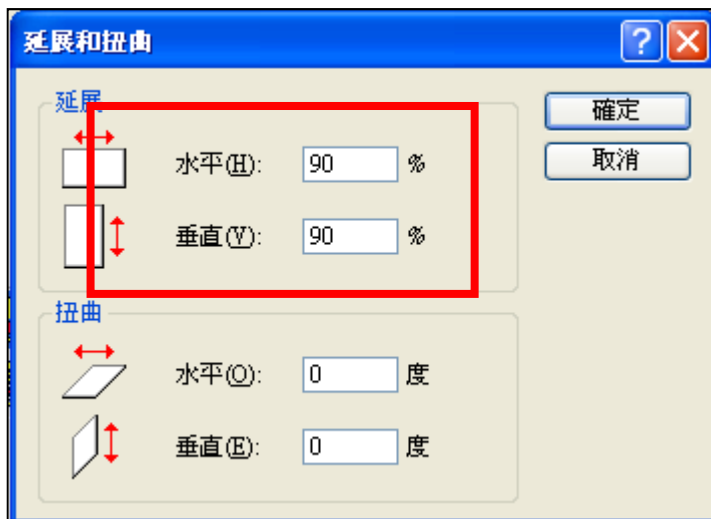 延展和扭曲
延展
水平(H): 90 %
垂直(V): 90 %
確定
取消
扭曲
水平(O): 0 度
垂直(E): 0 度